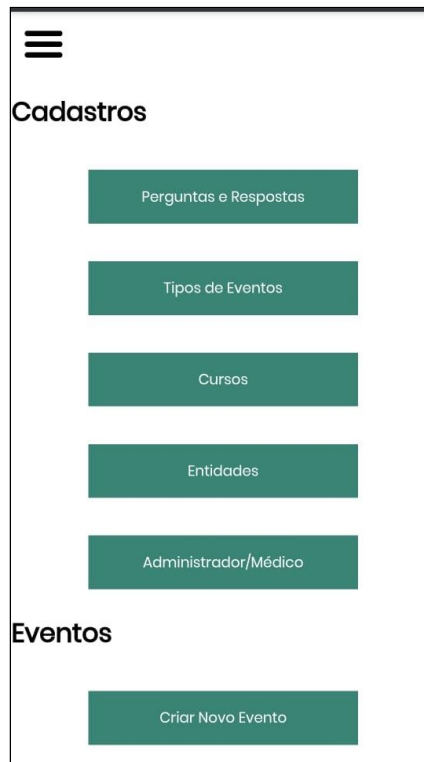 Cadastros
Perguntas e Respostas
Tipos de Eventos
Cursos
Entidades
Administrador/Médico
Eventos
Criar Novo Evento